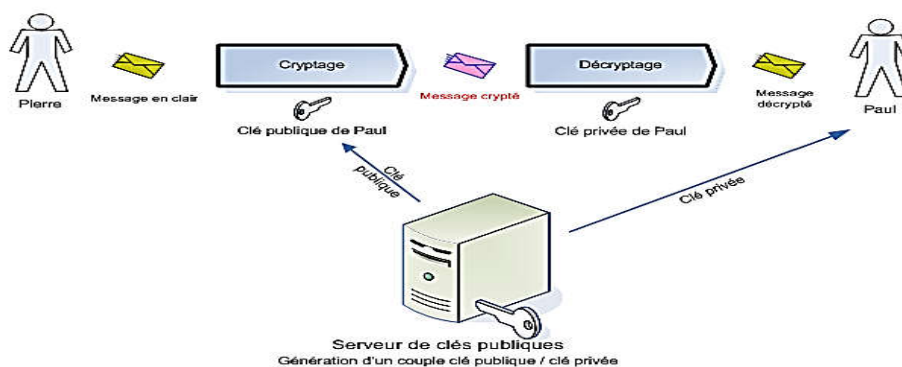 Pierre
Message en clair
Cryptage
Clé publique de Paul
Message crypté
Décryptage
Clé privée de Paul
Message
décrypté
Paul
Clé
publique
Clé privée
Serveur de clés publiques
Génération d'un couple clé publique / clé privée